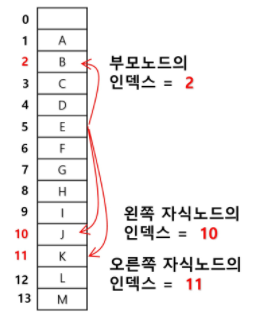 0
1 A
2 B
3 C
4 D
5 E
6 F
7 G
8 H
9 I
10 J
11 K
12 L
13 M
부모노드의
인덱스 = 2
왼쪽 자식노드의
인덱스 = 10
오른쪽 자식노드의
인덱스 = 11